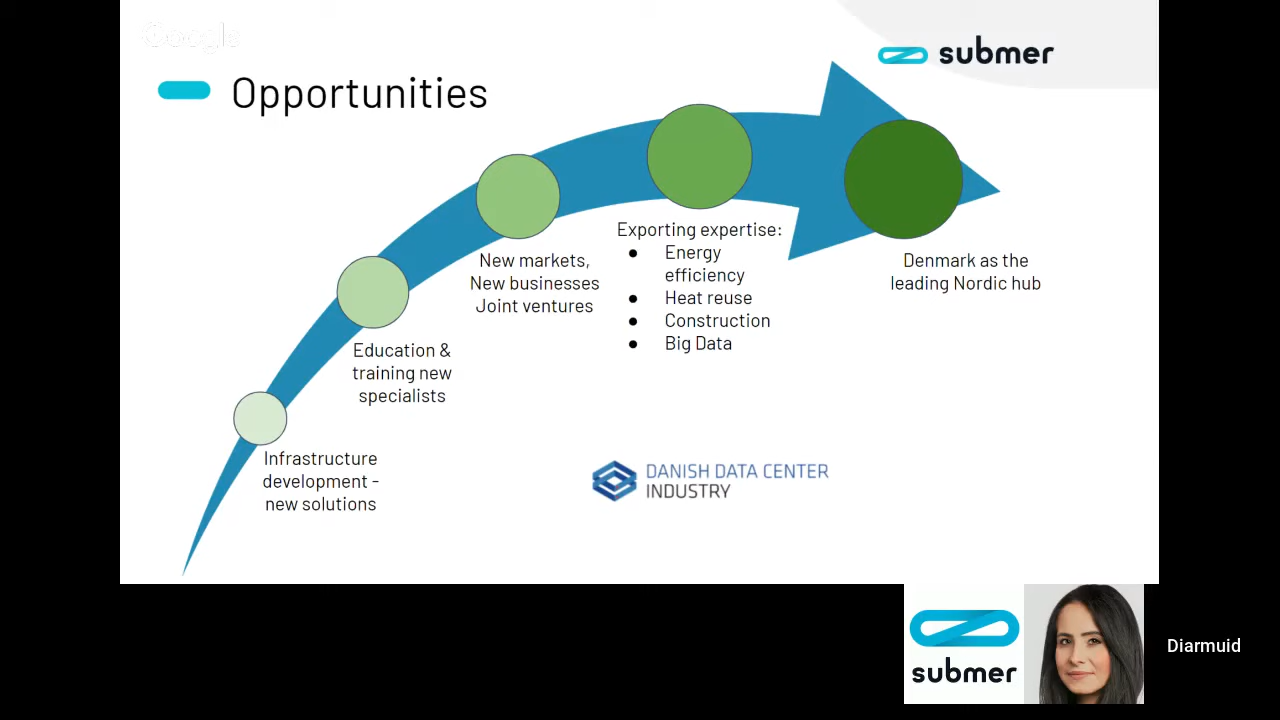 Google
submer
Opportunities
Exporting expertise:
● Energy
efficiency
● Heat reuse
● Construction
● Big Data
New markets,
New businesses
Joint ventures
Denmark as the
leading Nordic hub
Education &
training new
specialists
Infrastructure
development -
new solutions
DANISH DATA CENTER
INDUSTRY
submer
Diarmuid